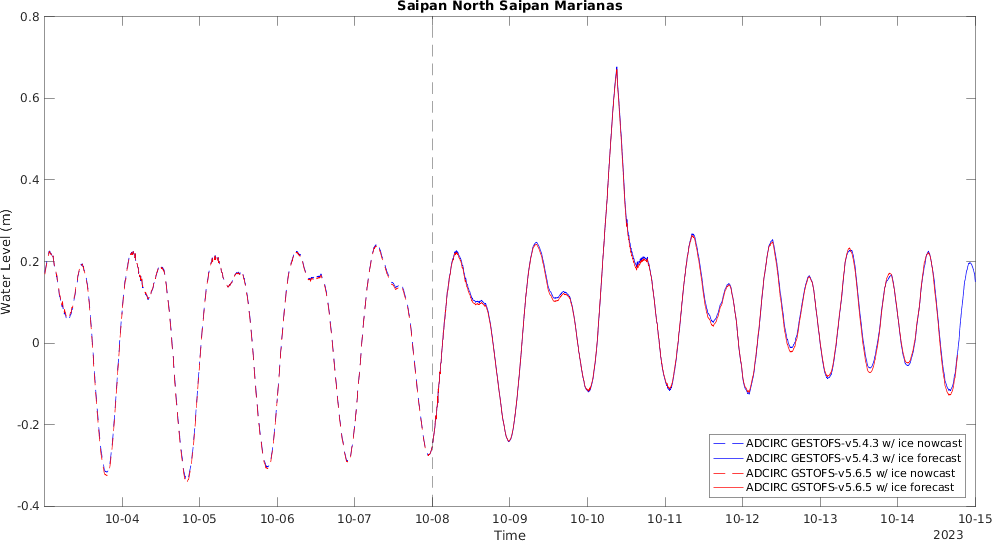 Saipan North Saipan Marianas
Water Level (m)
0.8
0.6
0.4
0.2
0
-0.2
-0.4
10-04 10-05 10-06 10-07 10-08 10-09 10-10 10-11 10-12 10-13 10-14 10-15
Time
2023
ADCIRC GESTOFS-v5.4.3 w/ ice nowcast
ADCIRC GESTOFS-v5.4.3 w/ ice forecast
ADCIRC GSTOFS-v5.6.5 w/ ice nowcast
ADCIRC GSTOFS-v5.6.5 w/ ice forecast